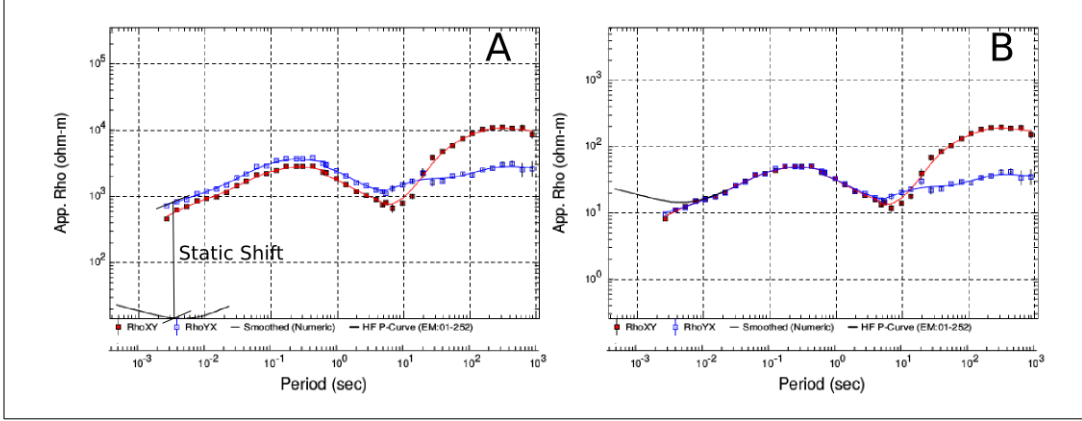 A
App. Rho (ohm-m)
10^5
10^4
10^3
10^2
Static Shift
RhoXY RhoYX Smoothed (Numeric) HF P-Curve (EM:01-252)
10^-3 10^-2 10^-1 10^0 10^1 10^2 10^3
Period (sec)
B
App. Rho (ohm-m)
10^3
10^2
10^1
10^0
RhoXY RhoYX Smoothed (Numeric) HF P-Curve (EM:01-252)
10^-3 10^-2 10^-1 10^0 10^1 10^2 10^3
Period (sec)